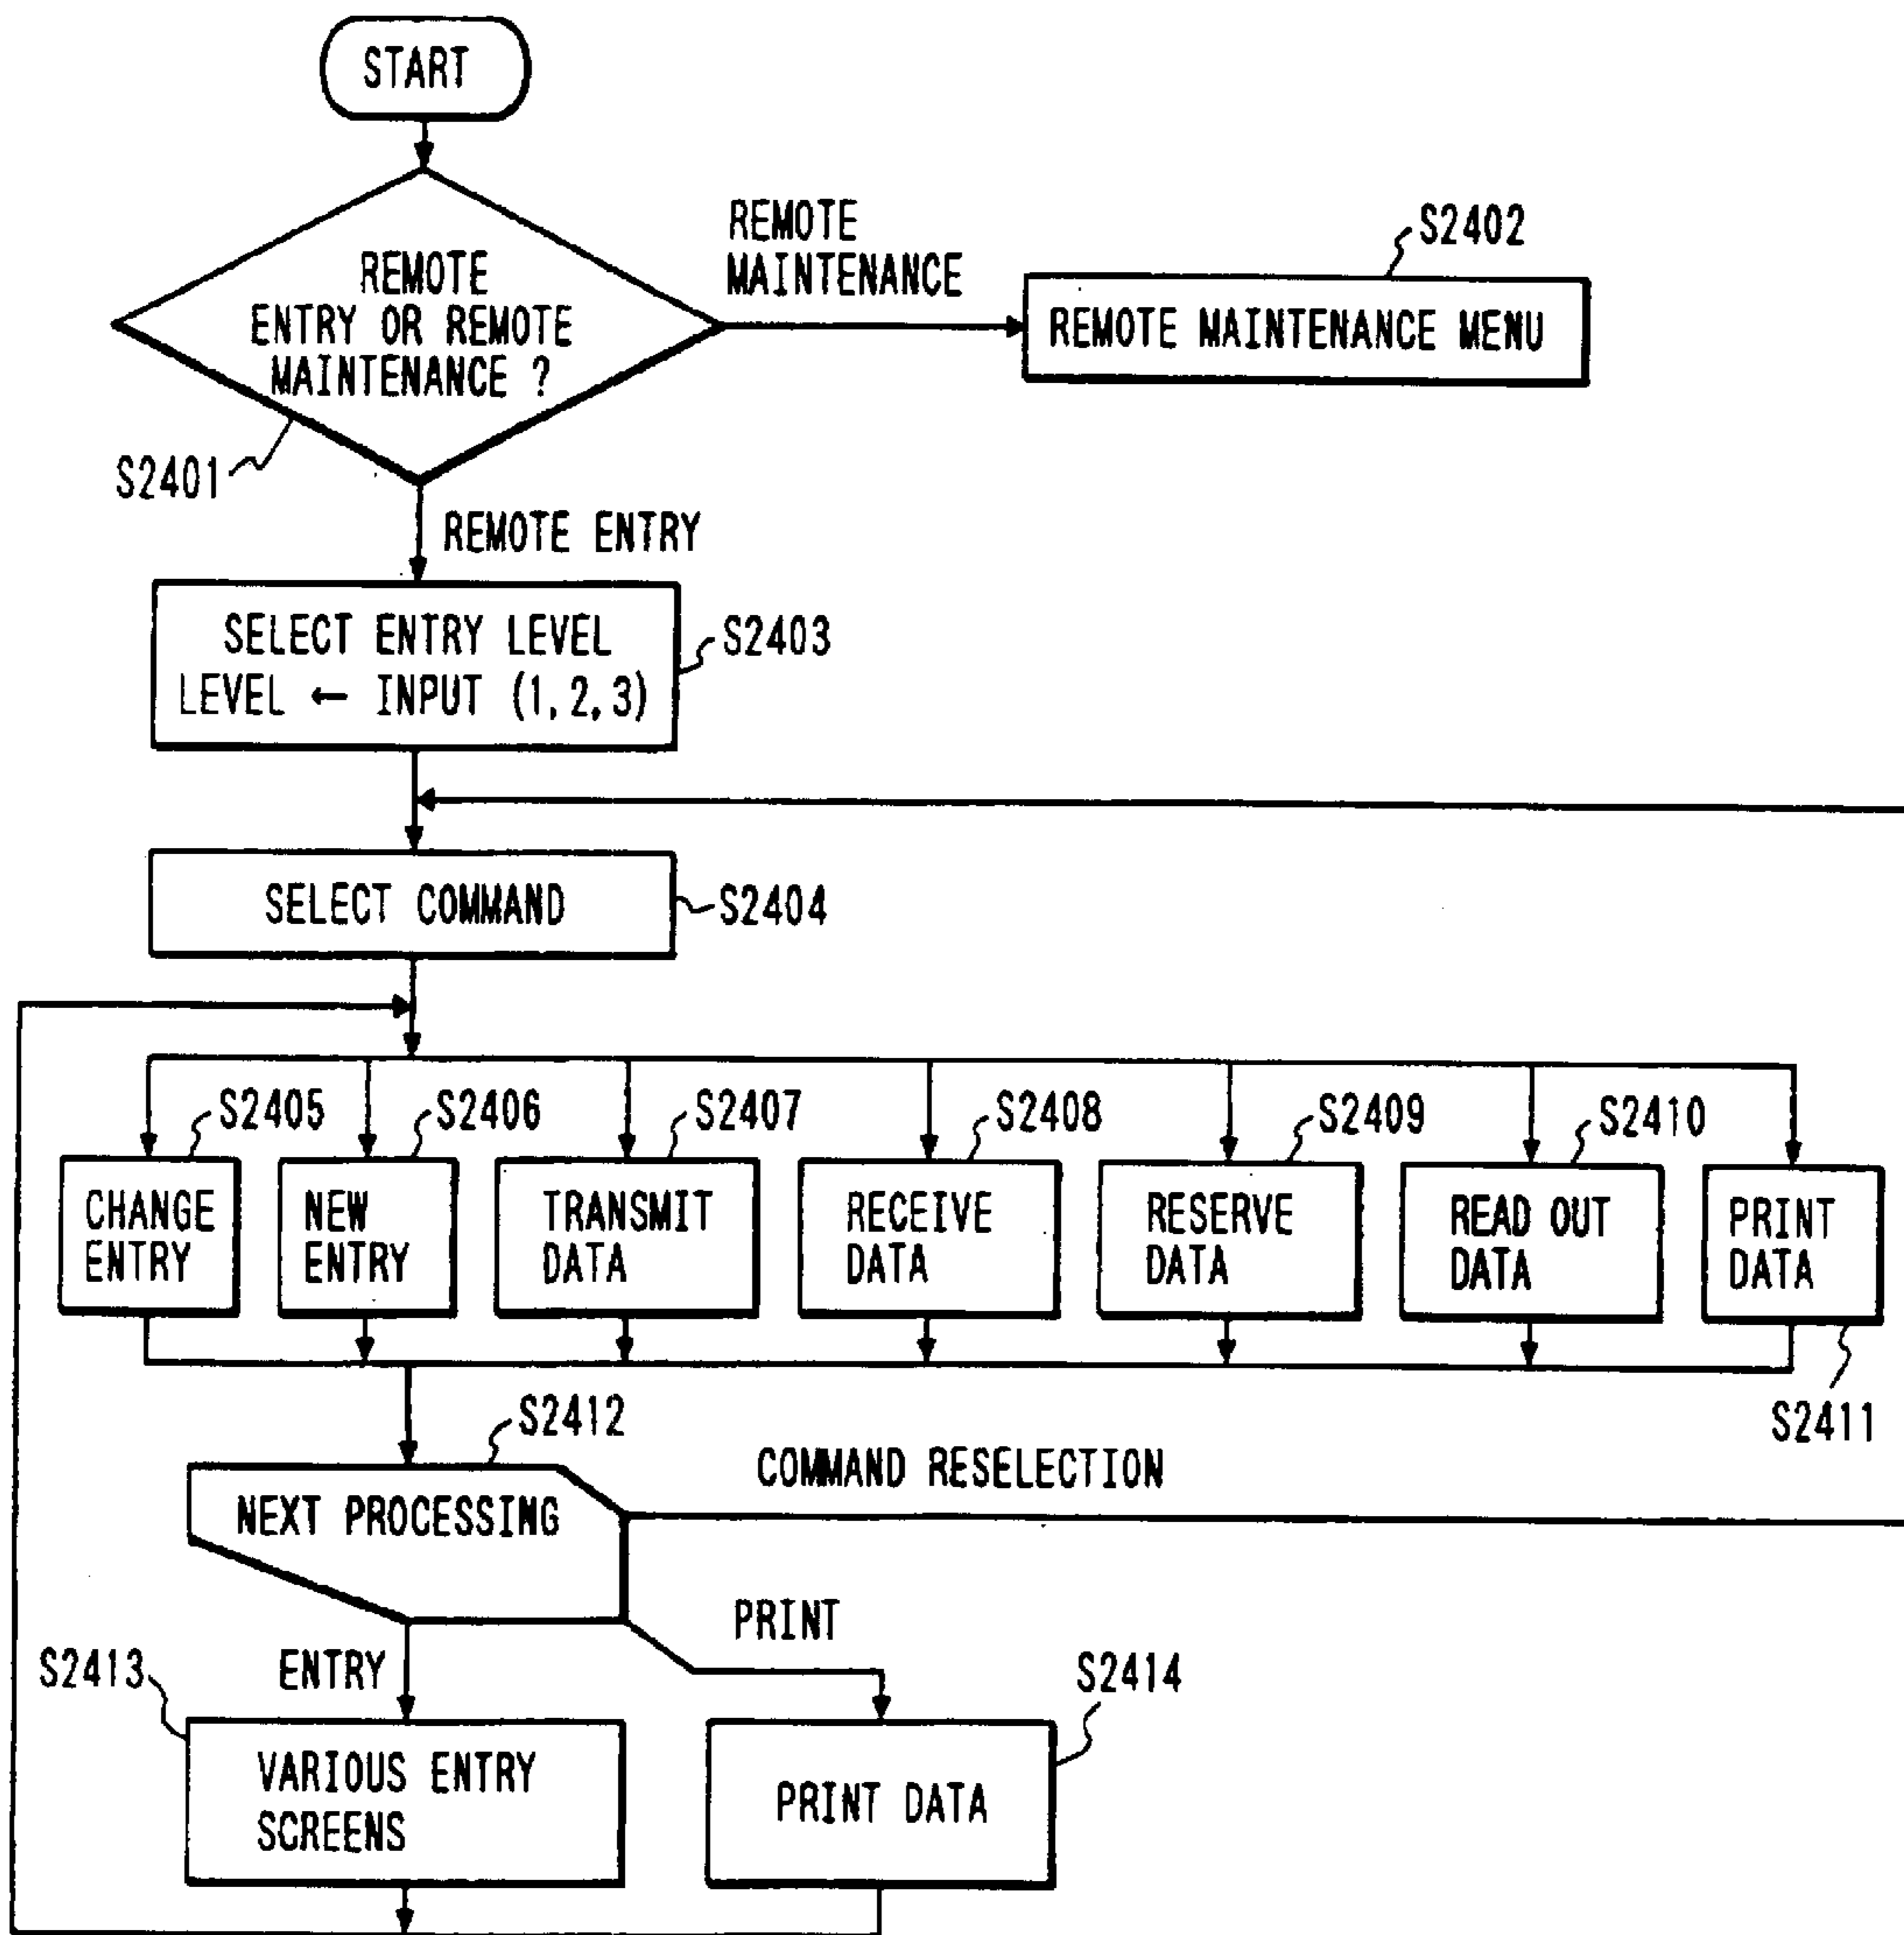 START
REMOTE
ENTRY OR REMOTE
MAINTENANCE ?
S2401
REMOTE
MAINTENANCE
S2402
REMOTE MAINTENANCE MENU
REMOTE ENTRY
SELECT ENTRY LEVEL
LEVEL ← INPUT (1, 2, 3)
S2403
SELECT COMMAND
S2404
S2405
S2406
S2407
S2408
S2409
S2410
CHANGE
ENTRY
NEW
ENTRY
TRANSMIT
DATA
RECEIVE
DATA
RESERVE
DATA
READ OUT
DATA
PRINT
DATA
S2411
S2412
NEXT PROCESSING
COMMAND RESELECTION
PRINT
ENTRY
S2413
S2414
VARIOUS ENTRY
SCREENS
PRINT DATA